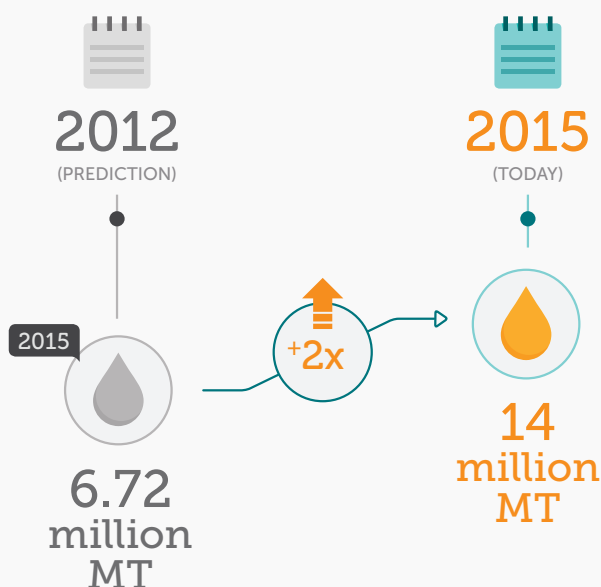 2012
(PREDICTION)
2015
6.72
million
MT
+2x
2015
(TODAY)
14
million
MT